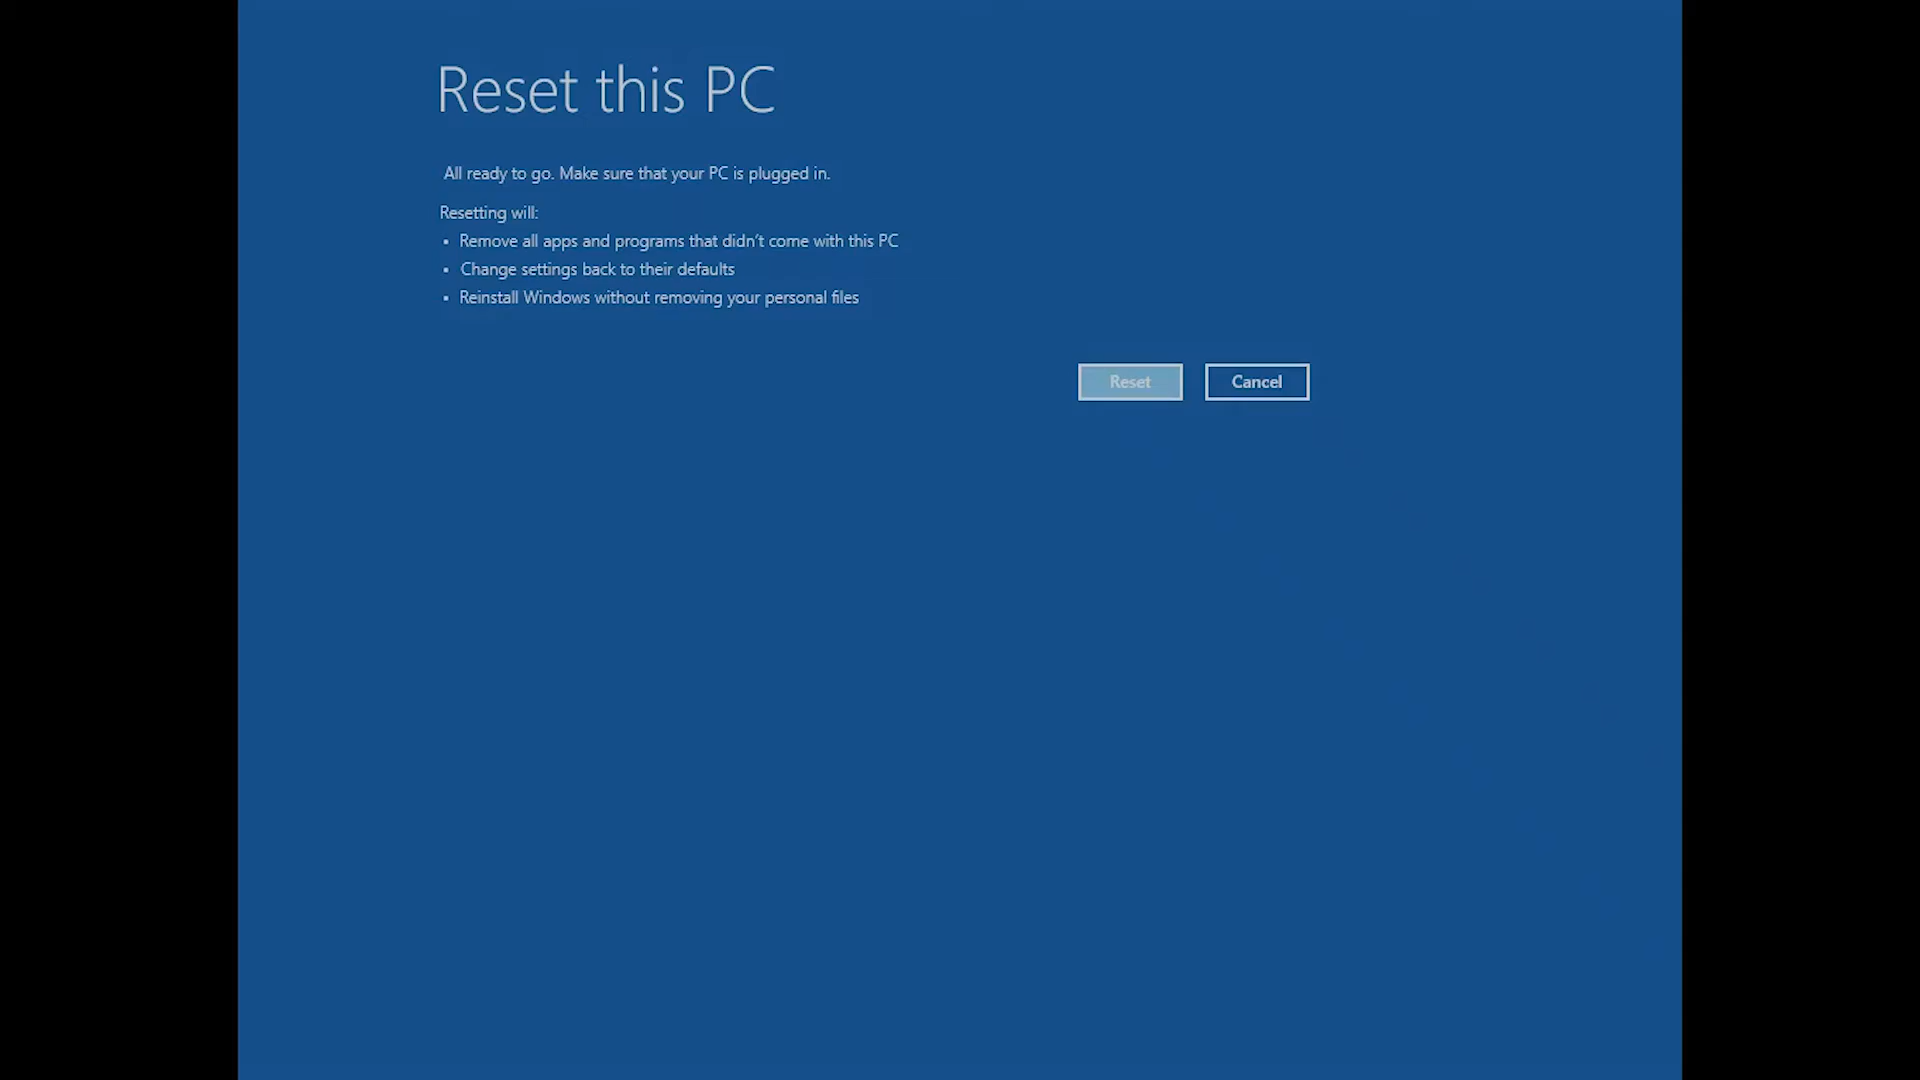 Reset this PC
All ready to go. Make sure that your PC is plugged in.
Resetting will:
▪ Remove all apps and programs that didn't come with this PC
▪ Change settings back to their defaults
▪ Reinstall Windows without removing your personal files
Reset Cancel